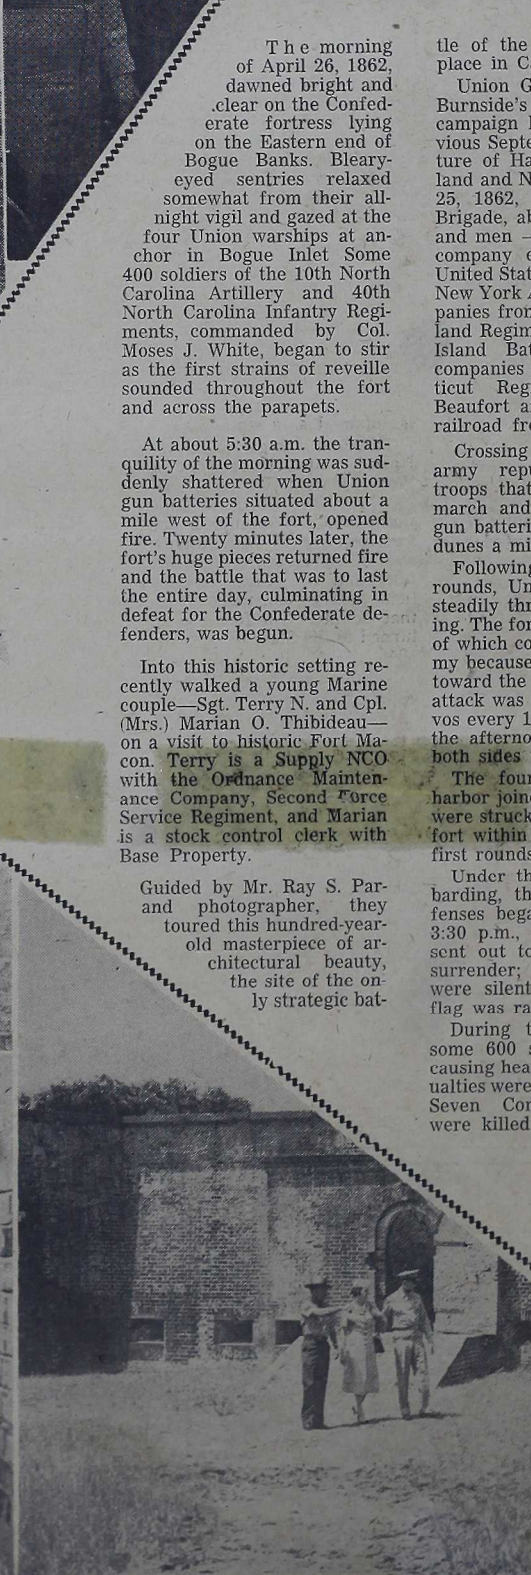 The morning
of April 26, 1862,
dawned bright and
.clear on the Confed-
erate fortress lying
on the Eastern end of
Bogue Banks. Bleary-
eyed sentries relaxed
somewhat from their all-
night vigil and gazed at the
four Union warships at an-
chor in Bogue Inlet Some
400 soldiers of the 10th North
Carolina Artillery and 40th
North Carolina Infantry Regi-
ments, commanded by Col.
Moses J. White, began to stir
as the first strains of reveille
sounded throughout the fort
and across the parapets.
At about 5:30 a.m. the tran-
quility of the morning was sud-
denly shattered when Union
gun batteries situated about a
mile west of the fort, opened
fire. Twenty minutes later, the
fort's huge pieces returned fire
and the battle that was to last
the entire day, culminating in
defeat for the Confederate de-
fenders, was begun.
Into this historic setting re-
cently walked a young Marine
couple—Sgt. Terry N. and Cpl.
(Mrs.) Marian O. Thibideau—
on a visit to historic Fort Ma-
con. Terry is a Supply NCO
with the Ordnance Mainten-
ance Company, Second Force
Service Regiment, and Marian
is a stock control clerk with
Base Property.
Guided by Mr. Ray S. Par-
and photographer, they
toured this hundred-year-
old masterpiece of ar-
chitectural beauty,
the site of the on-
ly strategic bat-
tle of the
place in C
Union G
Burnside's
campaign
vious Septe
ture of Ha
land and N
25, 1862,
Brigade, ab
and men —
company e
United Stat
New York A
panies from
land Regim
Island Bat
companies
ticut Reg
Beaufort a
railroad fr
Crossing
army repu
troops that
march and
gun batteri
dunes a mi
Following
rounds, Un
steadily thr
ing. The for
of which co
my because
toward the
attack was
vos every 1
the afterno
both sides
The four
harbor joine
were struck
fort within
first rounds
Under th
barding, th
fenses bega
3:30 p.m.,
sent out to
surrender;
were silent
flag was ra
During t
some 600 s
causing hea
ualties were
Seven Con
were killed